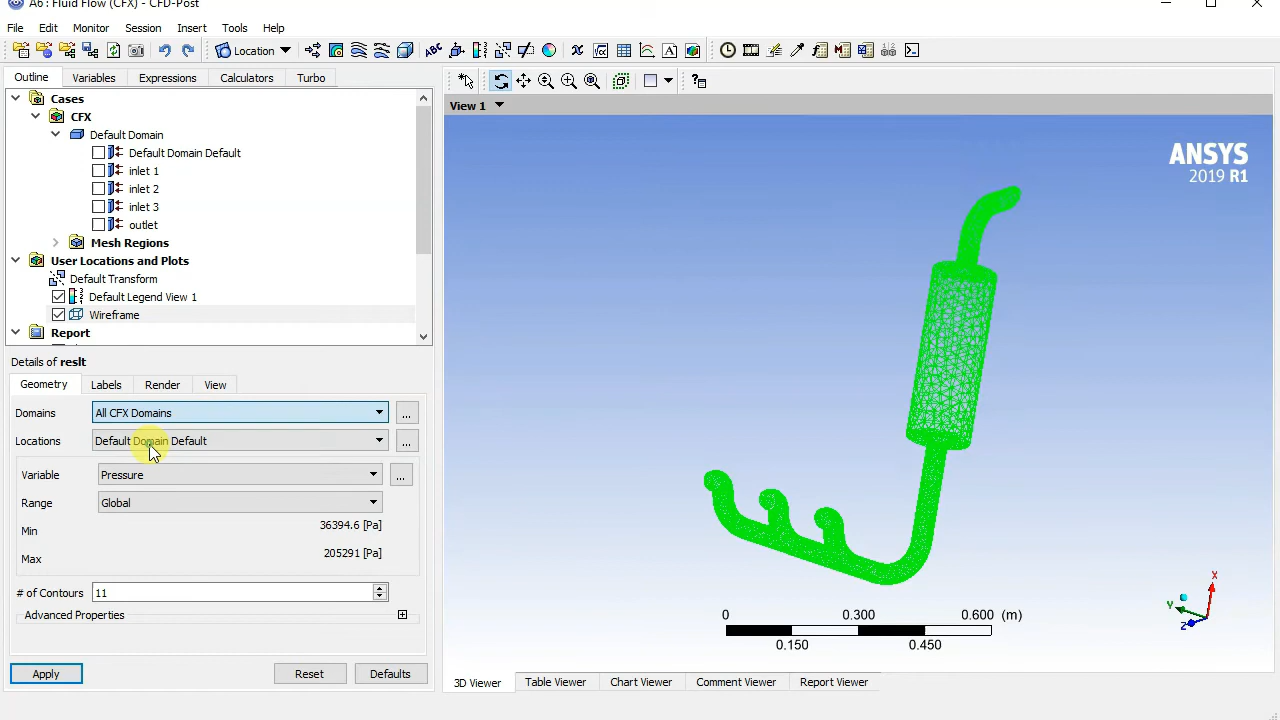 A6 : Fluid Flow (CFX) - CFD-Post
File Edit Monitor Session Insert Tools Help
Location
Outline Variables Expressions Calculators Turbo
Cases
CFX
Default Domain
Default Domain Default
inlet 1
inlet 2
inlet 3
outlet
Mesh Regions
User Locations and Plots
Default Transform
Default Legend View 1
Wireframe
Report
Details of reslt
Geometry Labels Render View
Domains All CFX Domains ...
Locations Default Domain Default ...
Variable Pressure ...
Range Global
Min 36394.6 [Pa]
Max 205291 [Pa]
# of Contours 11
Advanced Properties
Apply Reset Defaults
View 1
ANSYS
2019 R1
X
Y
Z
0 0.300 0.600 (m)
0.150 0.450
3D Viewer Table Viewer Chart Viewer Comment Viewer Report Viewer